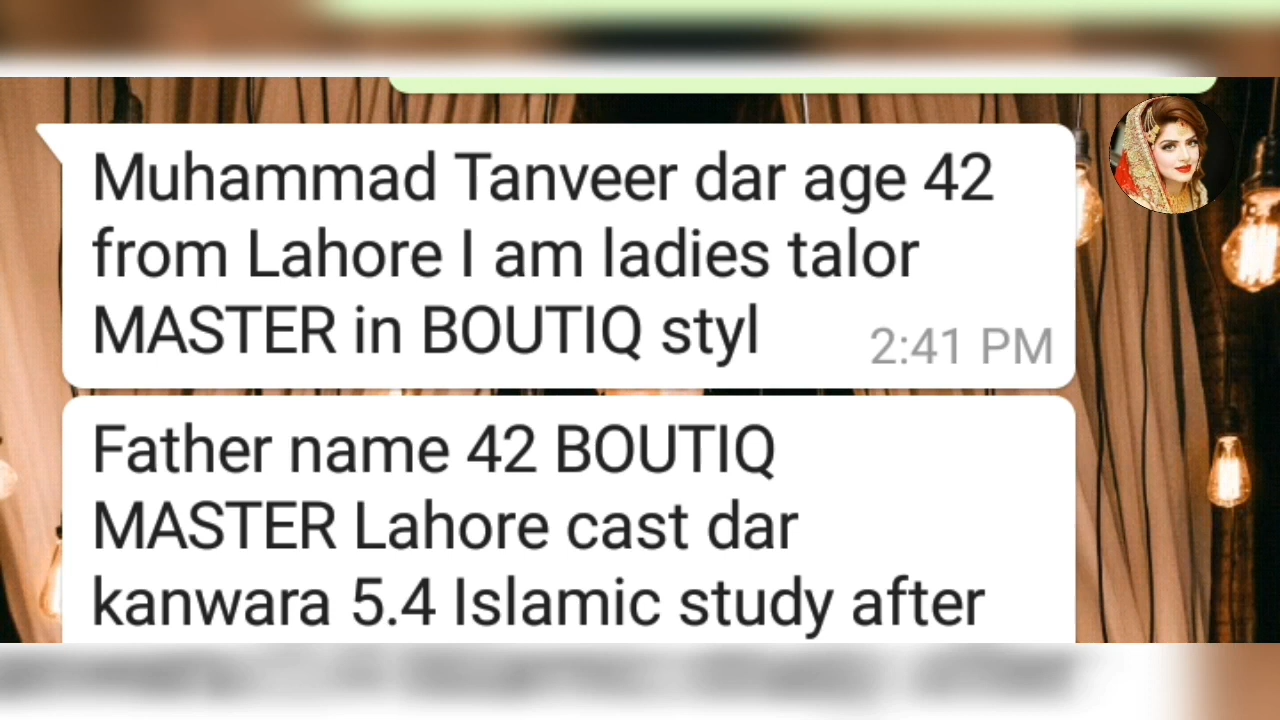 Muhammad Tanveer dar age 42
from Lahore I am ladies talor
MASTER in BOUTIQ styl
2:41 PM
Father name 42 BOUTIQ
MASTER Lahore cast dar
kanwara 5.4 Islamic study after